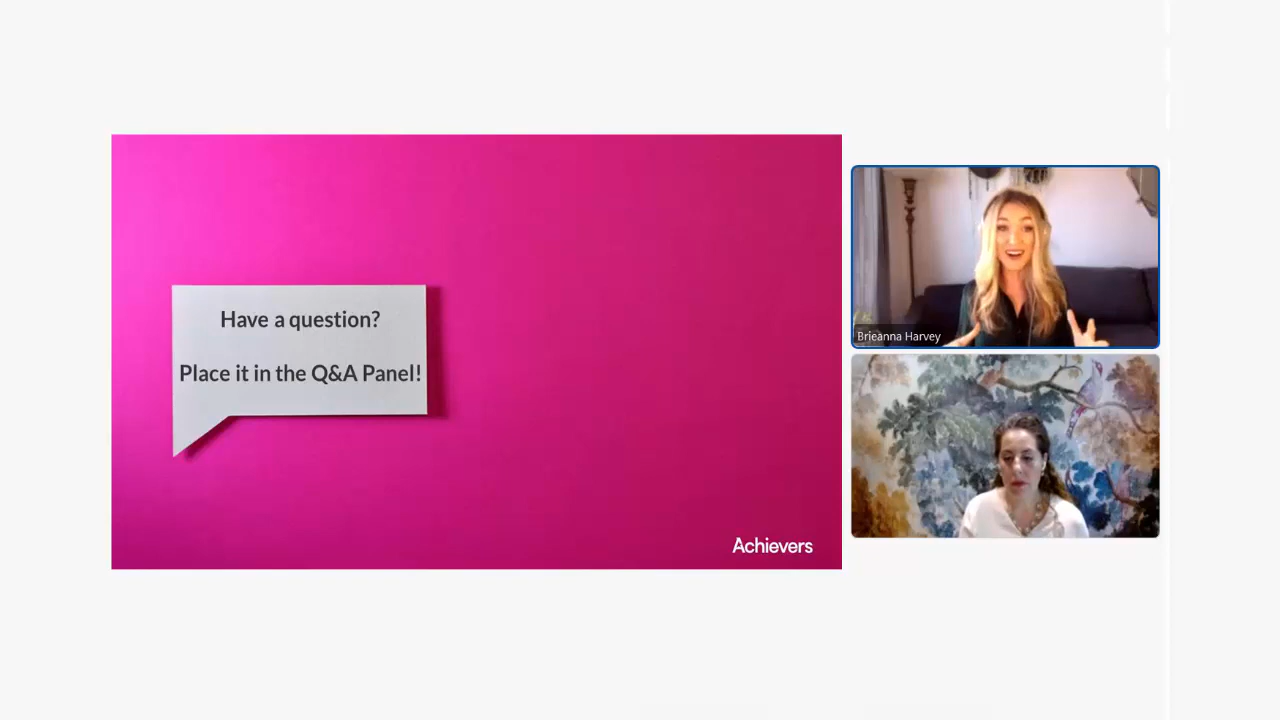 Have a question?
Place it in the Q&A Panel!
Achievers
Brieanna Harvey